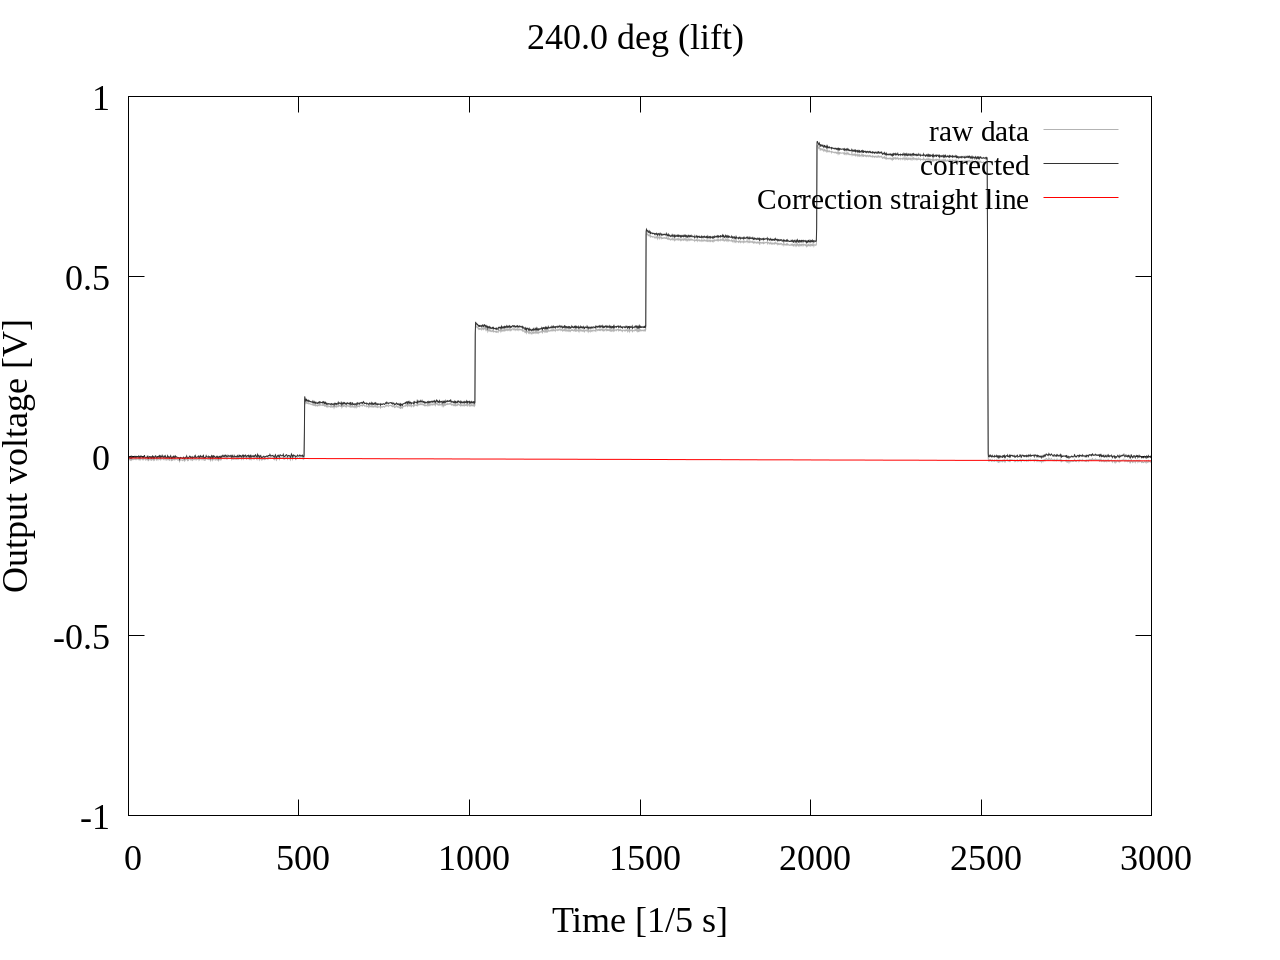 240.0 deg (lift)
1
raw data
corrected
Correction straight line
0.5
0
-0.5
-1
Output voltage [V]
0 500 1000 1500 2000 2500 3000
Time [1/5 s]